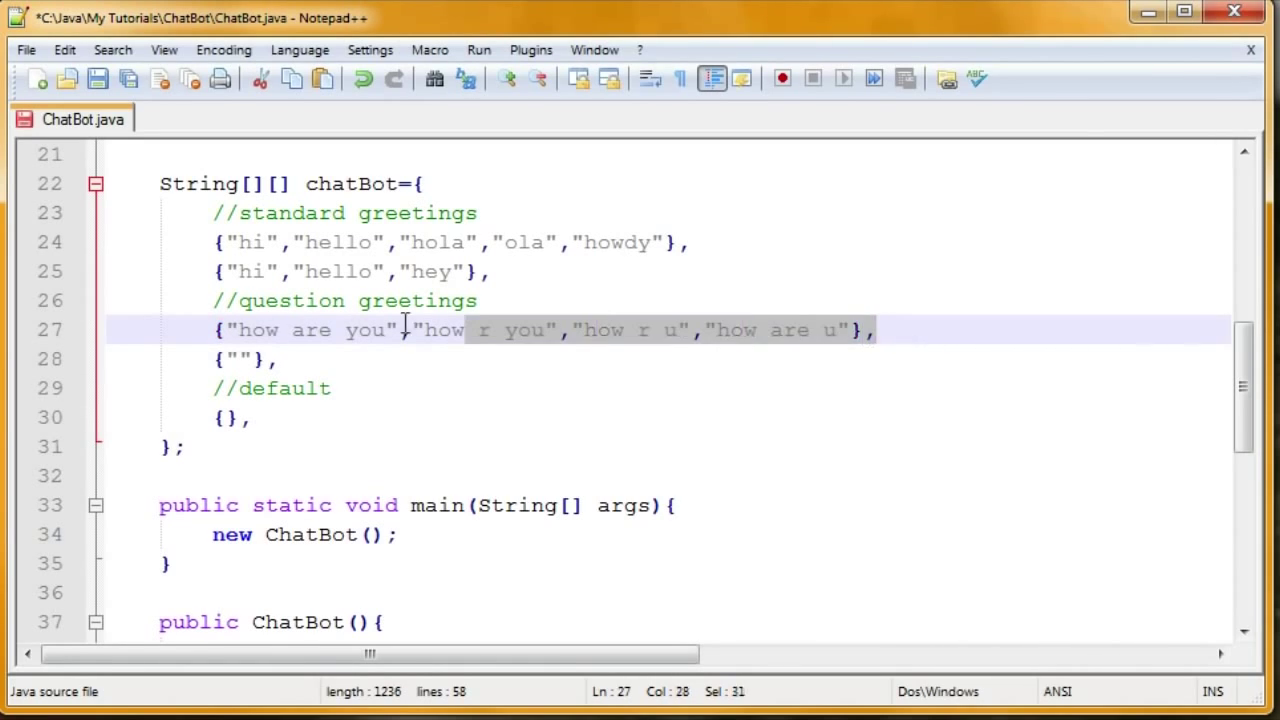 *C:\Java\My Tutorials\ChatBot\ChatBot.java - Notepad++
File Edit Search View Encoding Language Settings Macro Run Plugins Window ? X
ABC
ChatBot.java
21
22 String[][] chatBot={
23 //standard greetings
24 {"hi","hello","hola","ola","howdy"},
25 {"hi","hello","hey"},
26 //question greetings
27 {"how are you","how r you","how r u","how are u"},
28 {""},
29 //default
30 {},
31 };
32
33 public static void main(String[] args){
34 new ChatBot();
35 }
36
37 public ChatBot(){
Java source file length : 1236 lines : 58 Ln : 27 Col : 28 Sel : 31 Dos\Windows ANSI INS